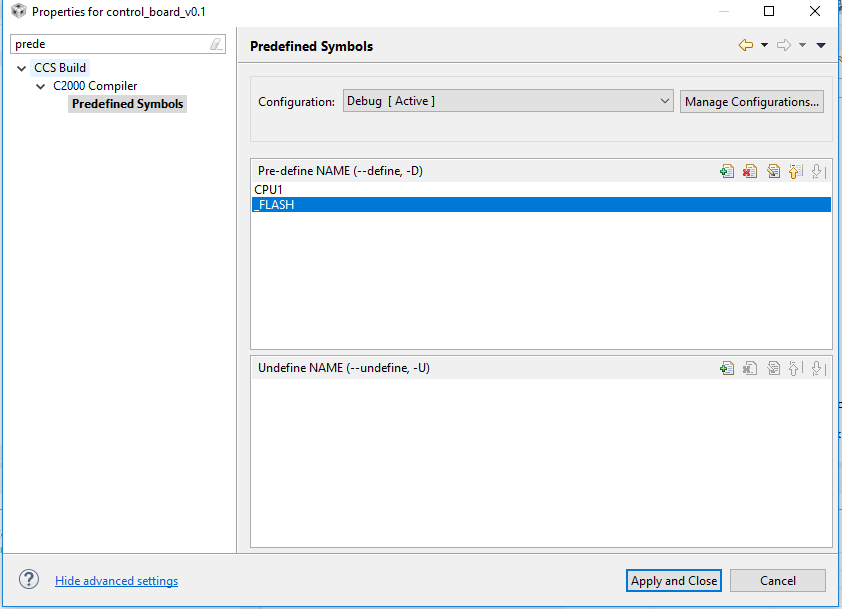 Properties for control_board_v0.1
prede
CCS Build
C2000 Compiler
Predefined Symbols
Predefined Symbols
Configuration:
Debug [ Active ]
Manage Configurations...
Pre-define NAME (--define, -D)
CPU1
_FLASH
Undefine NAME (--undefine, -U)
?
Hide advanced settings
Apply and Close
Cancel